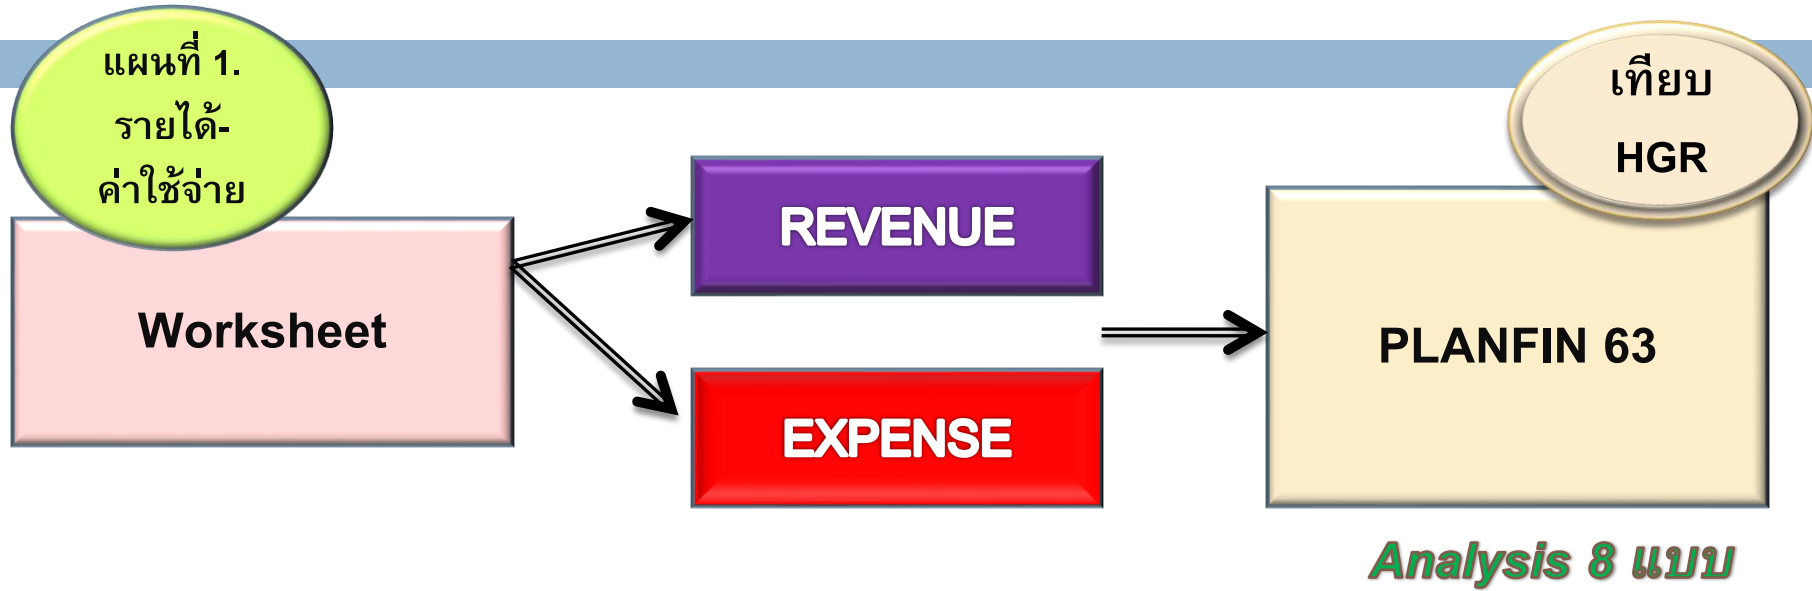 แผนที่ 1.
รายได้-
ค่าใช้จ่าย
Worksheet
REVENUE
EXPENSE
เทียบ
HGR
PLANFIN 63
Analysis 8 แบบ